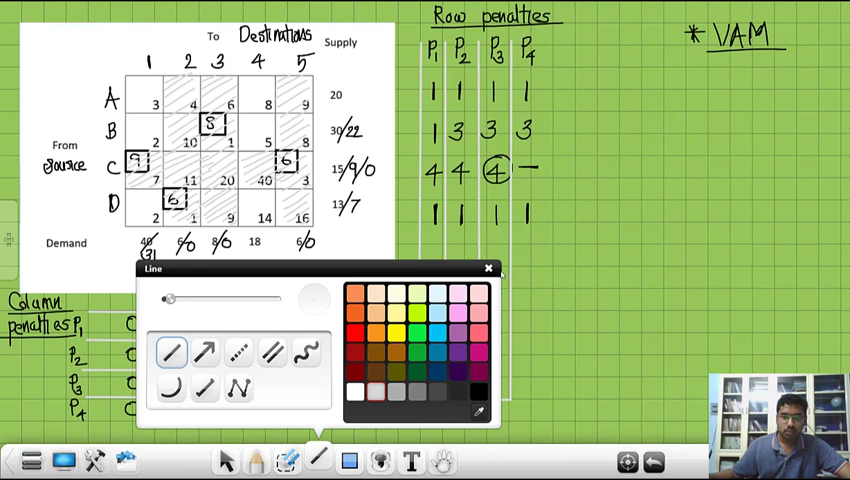 Row penalties
* VAM
To Destinations Supply
P1 P2 P3 P4
1 2 3 4 5
A 3 4 6 8 9 20 1 1 1 1
B 2 10 8 1 5 8 30/22 1 3 3 3
From
Source
C 9 7 11 20 40 6 3 15/9/0 4 4 4 —
D 2 6 1 9 14 16 13/7 1 1 1 1
Demand 40/31 6/0 8/0 18 6/0
Line
Column
penalties P1 0
P2 0
P3 0
P4 0
T